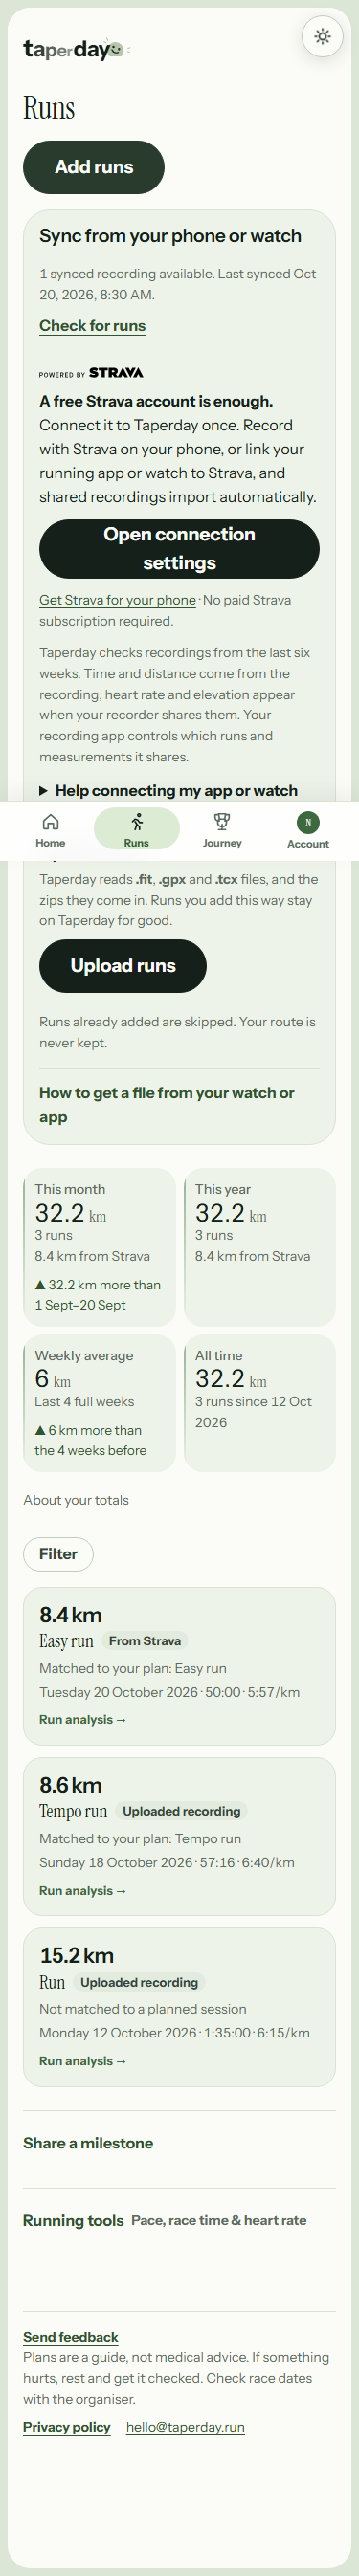 taperday
Runs
Add runs
Sync from your phone or watch
1 synced recording available. Last synced Oct
20, 2026, 8:30 AM.
Check for runs
POWERED BY STRAVA
A free Strava account is enough.
Connect it to Taperday once. Record
with Strava on your phone, or link your
running app or watch to Strava, and
shared recordings import automatically.
Open connection
settings
Get Strava for your phone · No paid Strava
subscription required.
Taperday checks recordings from the last six
weeks. Time and distance come from the
recording; heart rate and elevation appear
when your recorder shares them. Your
recording app controls which runs and
measurements it shares.
▶ Help connecting my app or watch
Home
Runs
Journey
N
Account
Taperday reads .fit, .gpx and .tcx files, and the
zips they come in. Runs you add this way stay
on Taperday for good.
Upload runs
Runs already added are skipped. Your route is
never kept.
How to get a file from your watch or
app
This month
32.2 km
3 runs
8.4 km from Strava
▲ 32.2 km more than
1 Sept–20 Sept
This year
32.2 km
3 runs
8.4 km from Strava
Weekly average
6 km
Last 4 full weeks
▲ 6 km more than
the 4 weeks before
All time
32.2 km
3 runs since 12 Oct
2026
About your totals
Filter
8.4 km
Easy run From Strava
Matched to your plan: Easy run
Tuesday 20 October 2026 · 50:00 · 5:57/km
Run analysis →
8.6 km
Tempo run Uploaded recording
Matched to your plan: Tempo run
Sunday 18 October 2026 · 57:16 · 6:40/km
Run analysis →
15.2 km
Run Uploaded recording
Not matched to a planned session
Monday 12 October 2026 · 1:35:00 · 6:15/km
Run analysis →
Share a milestone
Running tools Pace, race time & heart rate
Send feedback
Plans are a guide, not medical advice. If something
hurts, rest and get it checked. Check race dates
with the organiser.
Privacy policy hello@taperday.run